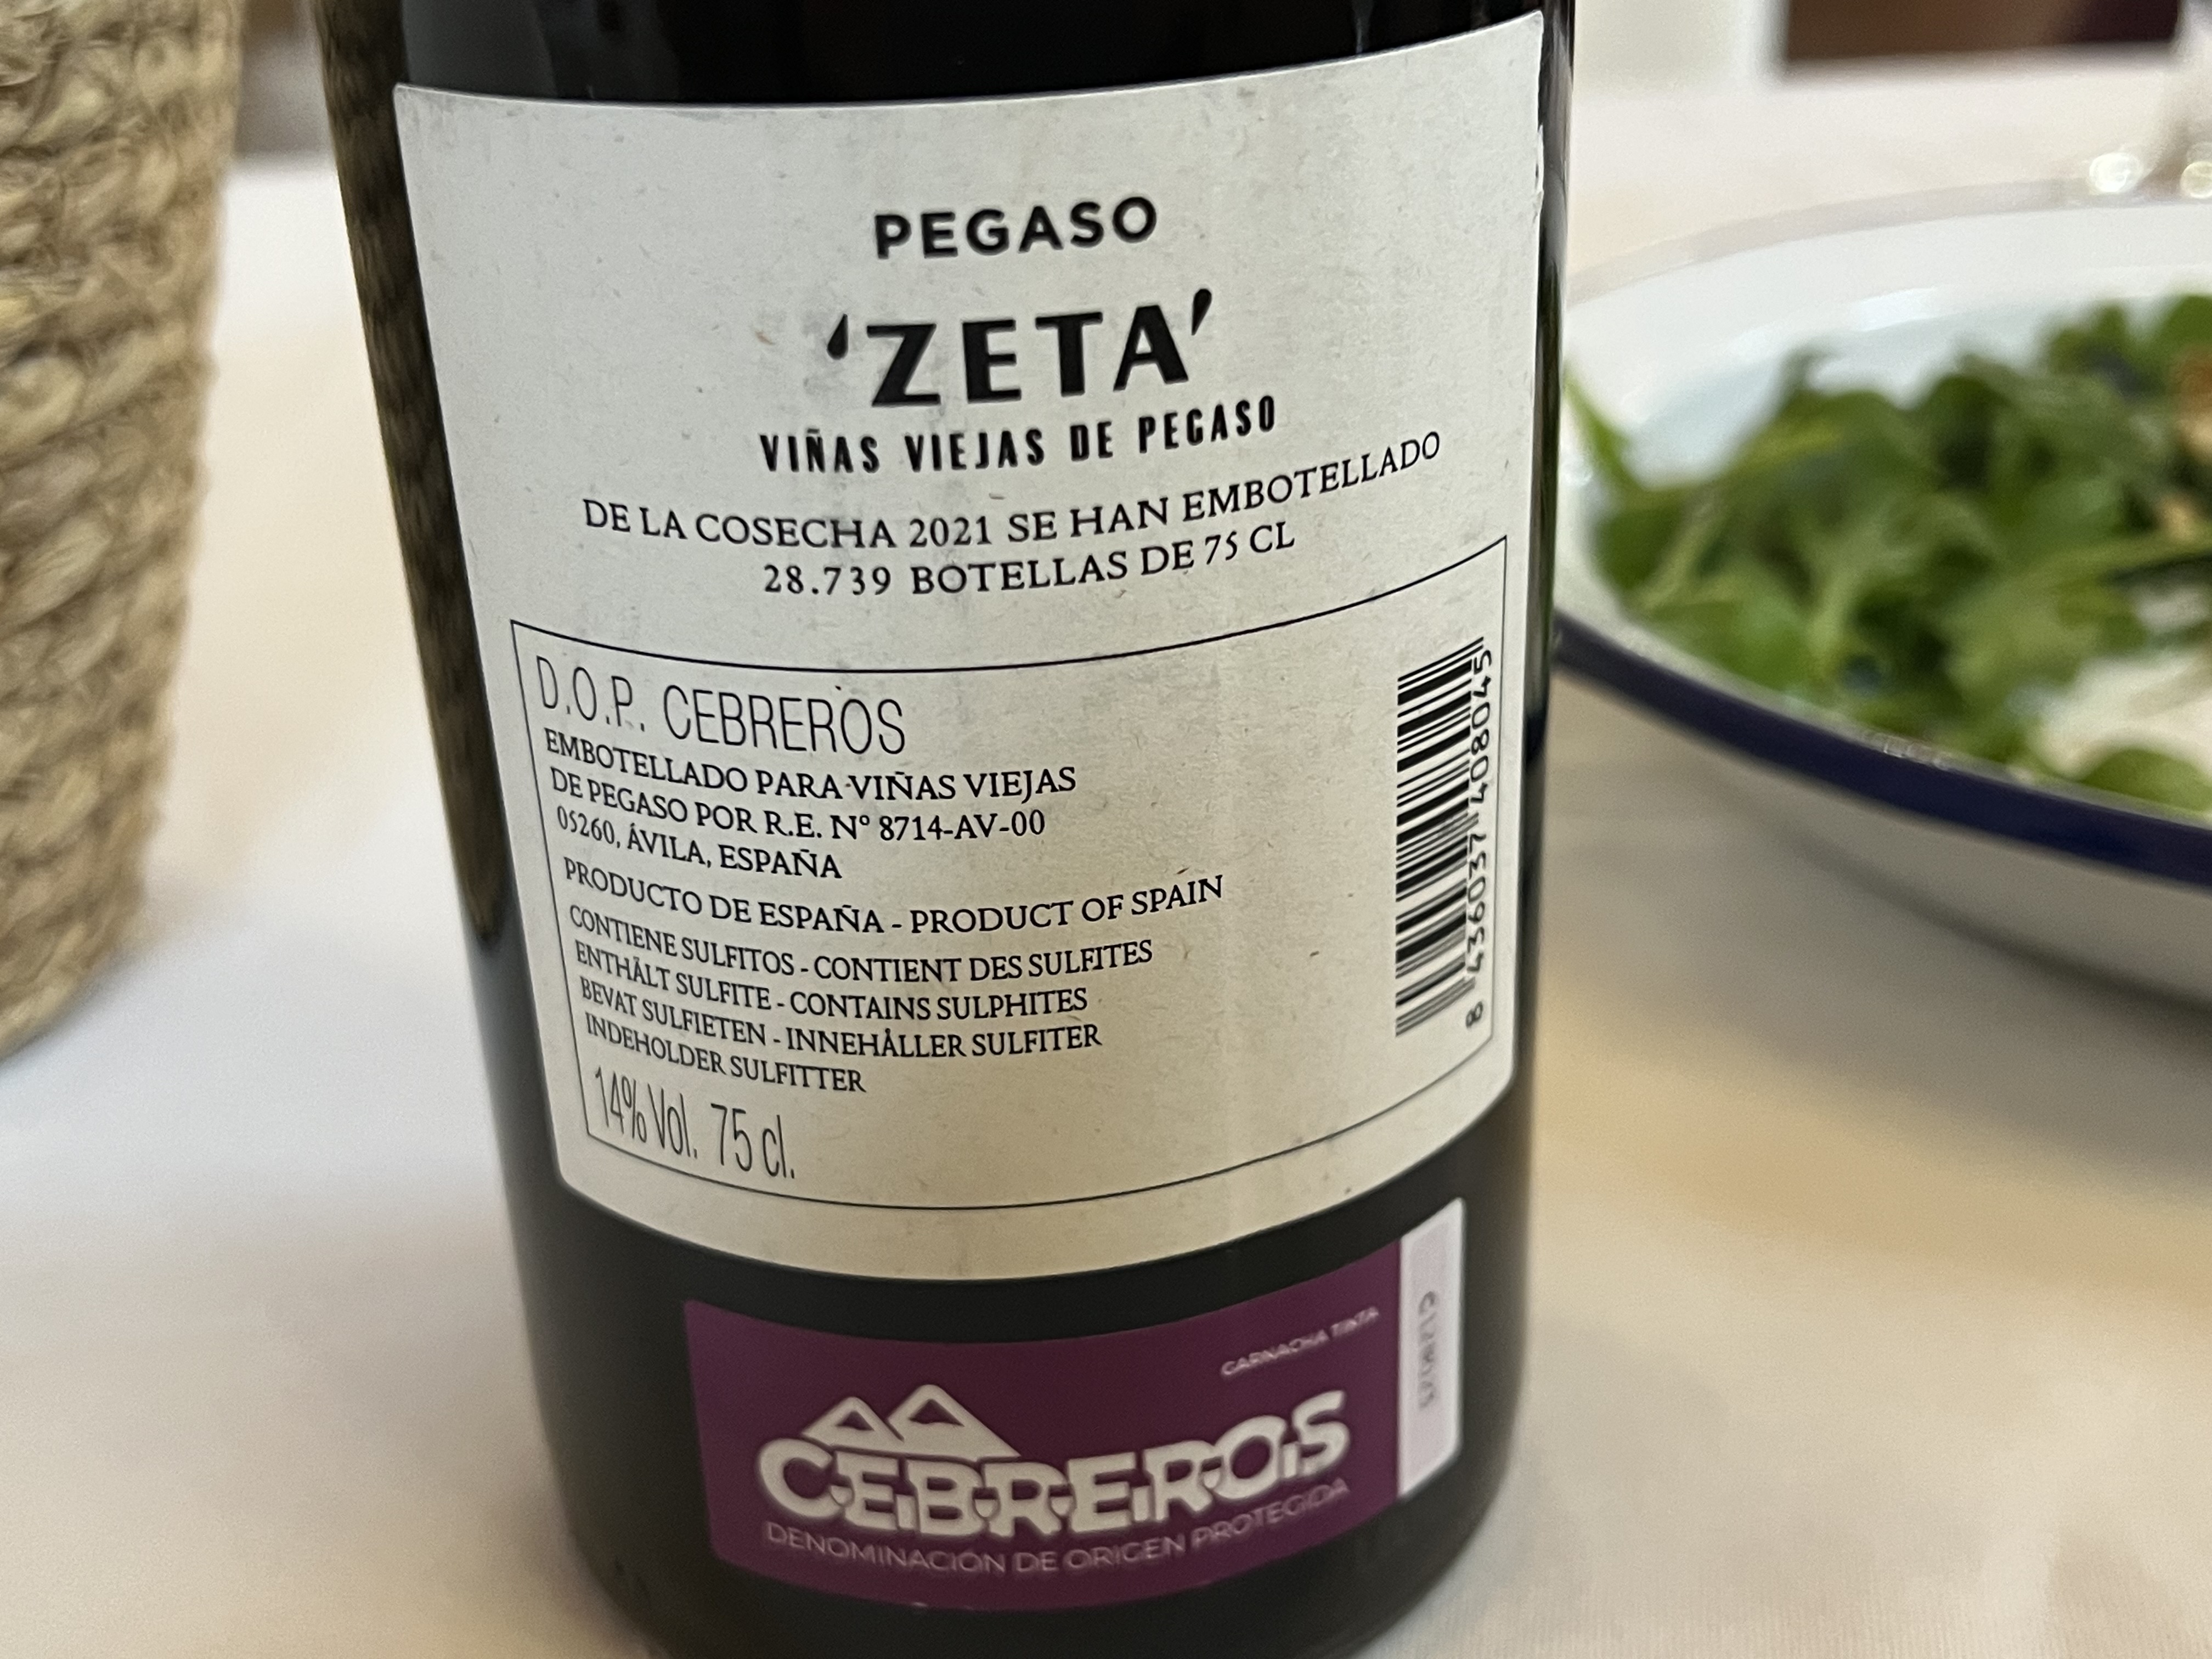 PEGASO
‘ZETA’
VIÑAS VIEJAS DE PEGASO
DE LA COSECHA 2021 SE HAN EMBOTELLADO
28.739 BOTELLAS DE 75 CL
D.O.P. CEBREROS
EMBOTELLADO PARA VIÑAS VIEJAS
DE PEGASO POR R.E. Nº 8714-AV-00
05260, ÁVILA, ESPAÑA
PRODUCTO DE ESPAÑA - PRODUCT OF SPAIN
CONTIENE SULFITOS - CONTIENT DES SULFITES
ENTHÄLT SULFITE - CONTAINS SULPHITES
BEVAT SULFIETEN - INNEHÅLLER SULFITER
INDEHOLDER SULFITTER
14% Vol. 75 cl.
8 436037 408045
GARNACHA TINTA
CEBREROS
DENOMINACIÓN DE ORIGEN PROTEGIDA